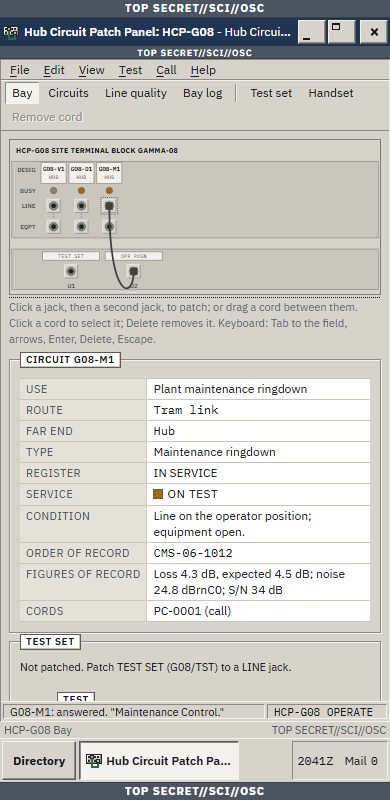 TOP SECRET//SCI/OSC
Hub Circuit Patch Panel: HCP-G08 - Hub Circui...
TOP SECRET//SCI/OSC
File Edit View Test Call Help
Bay Circuits Line quality Bay log Test set Handset
Remove cord
HCP-G08 SITE TERMINAL BLOCK GAMMA-08
DESIG G08-V1 G08-D1 G08-M1
HUB HUB HUB
BUSY
LINE
EQPT
TEST SET OPR POSN
U1 U2
Click a jack, then a second jack, to patch; or drag a cord between them.
Click a cord to select it; Delete removes it. Keyboard: Tab to the field,
arrows, Enter, Delete, Escape.
CIRCUIT G08-M1
USE Plant maintenance ringdown
ROUTE Tram link
FAR END Hub
TYPE Maintenance ringdown
REGISTER IN SERVICE
SERVICE ON TEST
CONDITION Line on the operator position;
equipment open.
ORDER OF RECORD CMS-06-1012
FIGURES OF RECORD Loss 4.3 dB, expected 4.5 dB; noise
24.8 dBrnC0; S/N 34 dB
CORDS PC-0001 (call)
TEST SET
Not patched. Patch TEST SET (G08/TST) to a LINE jack.
TEST
G08-M1: answered. "Maintenance Control." HCP-G08 OPERATE
HCP-G08 Bay TOP SECRET//SCI/OSC
Directory Hub Circuit Patch Pa... 2041Z Mail 0
TOP SECRET//SCI/OSC